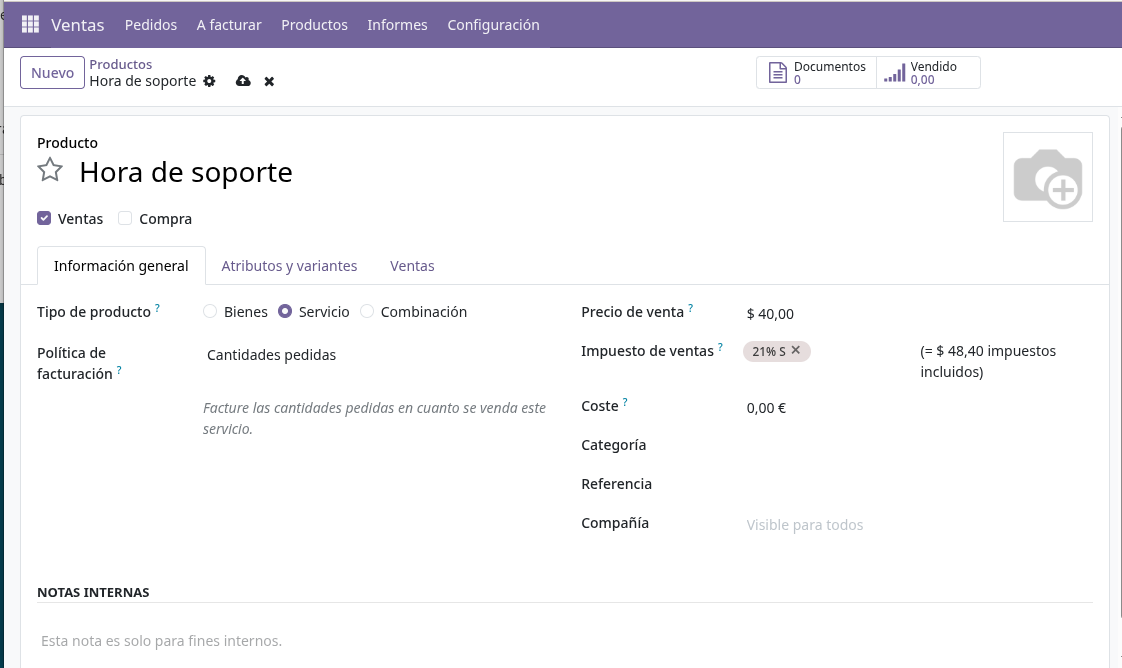 Ventas Pedidos A facturar Productos Informes Configuración
Nuevo
Productos
Hora de soporte
Documentos
0
Vendido
0,00
Producto
Hora de soporte
Ventas Compra
Información general Atributos y variantes Ventas
Tipo de producto ? Bienes Servicio Combinación
Política de
facturación ?
Cantidades pedidas
Facture las cantidades pedidas en cuanto se venda este
servicio.
Precio de venta ? $ 40,00
Impuesto de ventas ? 21% S ✕ (= $ 48,40 impuestos
incluidos)
Coste ? 0,00 €
Categoría
Referencia
Compañía Visible para todos
NOTAS INTERNAS
Esta nota es solo para fines internos.